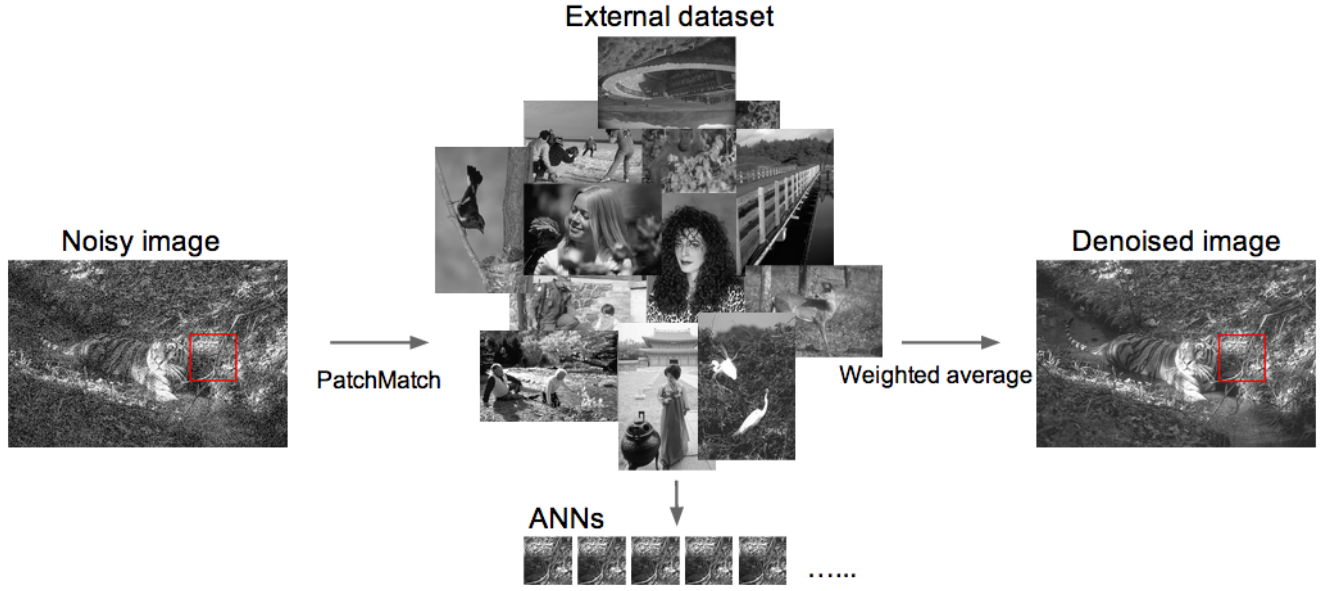 External dataset
Noisy image
Denoised image
PatchMatch
Weighted average
ANNs
…...